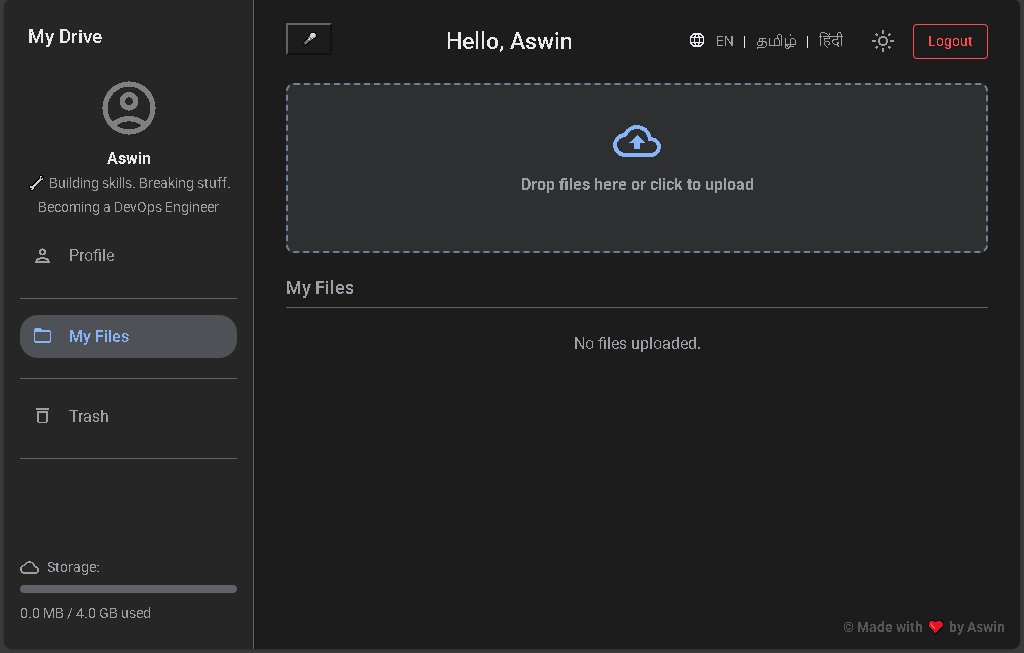 My Drive
Aswin
Building skills. Breaking stuff.
Becoming a DevOps Engineer
Profile
My Files
Trash
Storage:
0.0 MB / 4.0 GB used
Hello, Aswin
EN | தமிழ் | हिंदी
Logout
Drop files here or click to upload
My Files
No files uploaded.
© Made with ❤️ by Aswin